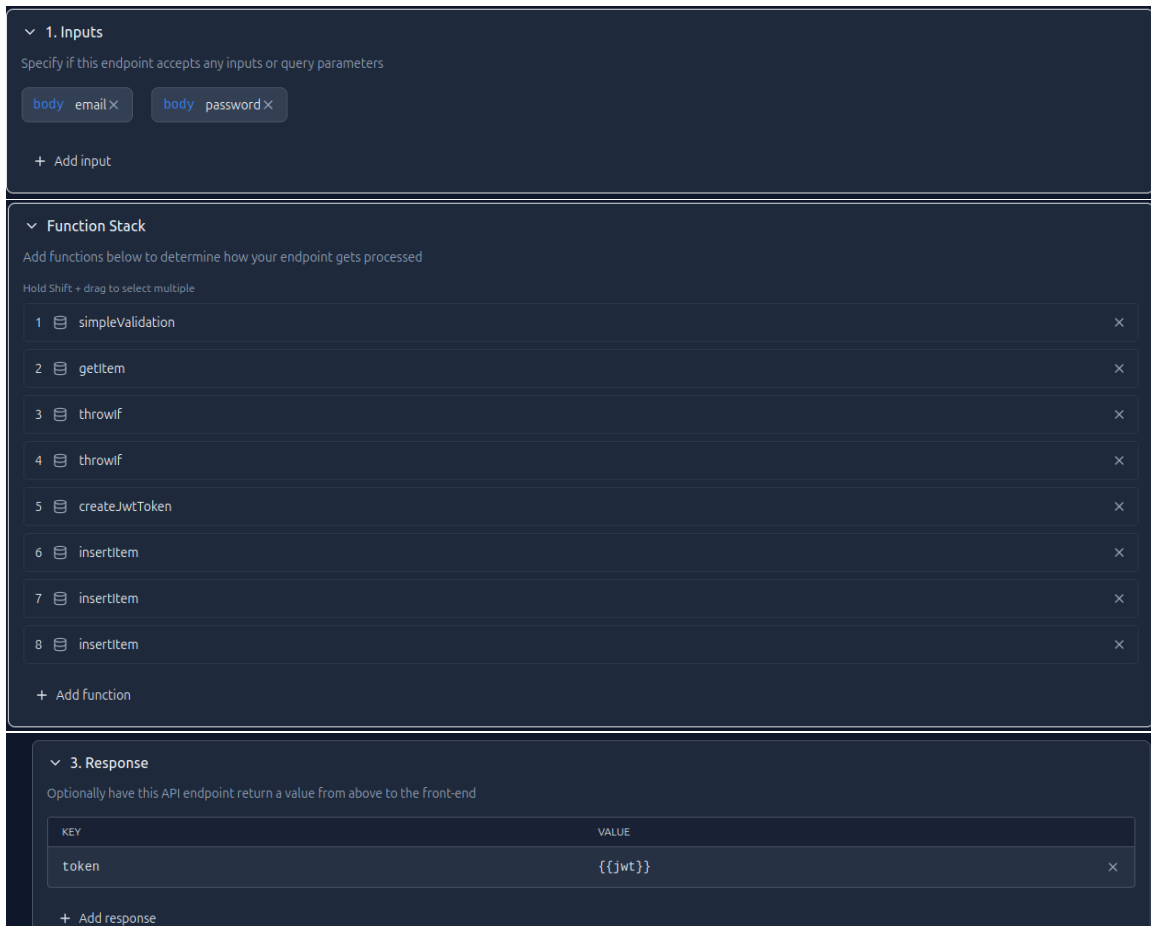 1. Inputs
Specify if this endpoint accepts any inputs or query parameters
body email × body password ×
+ Add input
Function Stack
Add functions below to determine how your endpoint gets processed
Hold Shift + drag to select multiple
1 simpleValidation ×
2 getItem ×
3 throwIf ×
4 throwIf ×
5 createJwtToken ×
6 insertItem ×
7 insertItem ×
8 insertItem ×
+ Add function
3. Response
Optionally have this API endpoint return a value from above to the front-end
KEY VALUE
token {{jwt}} ×
+ Add response